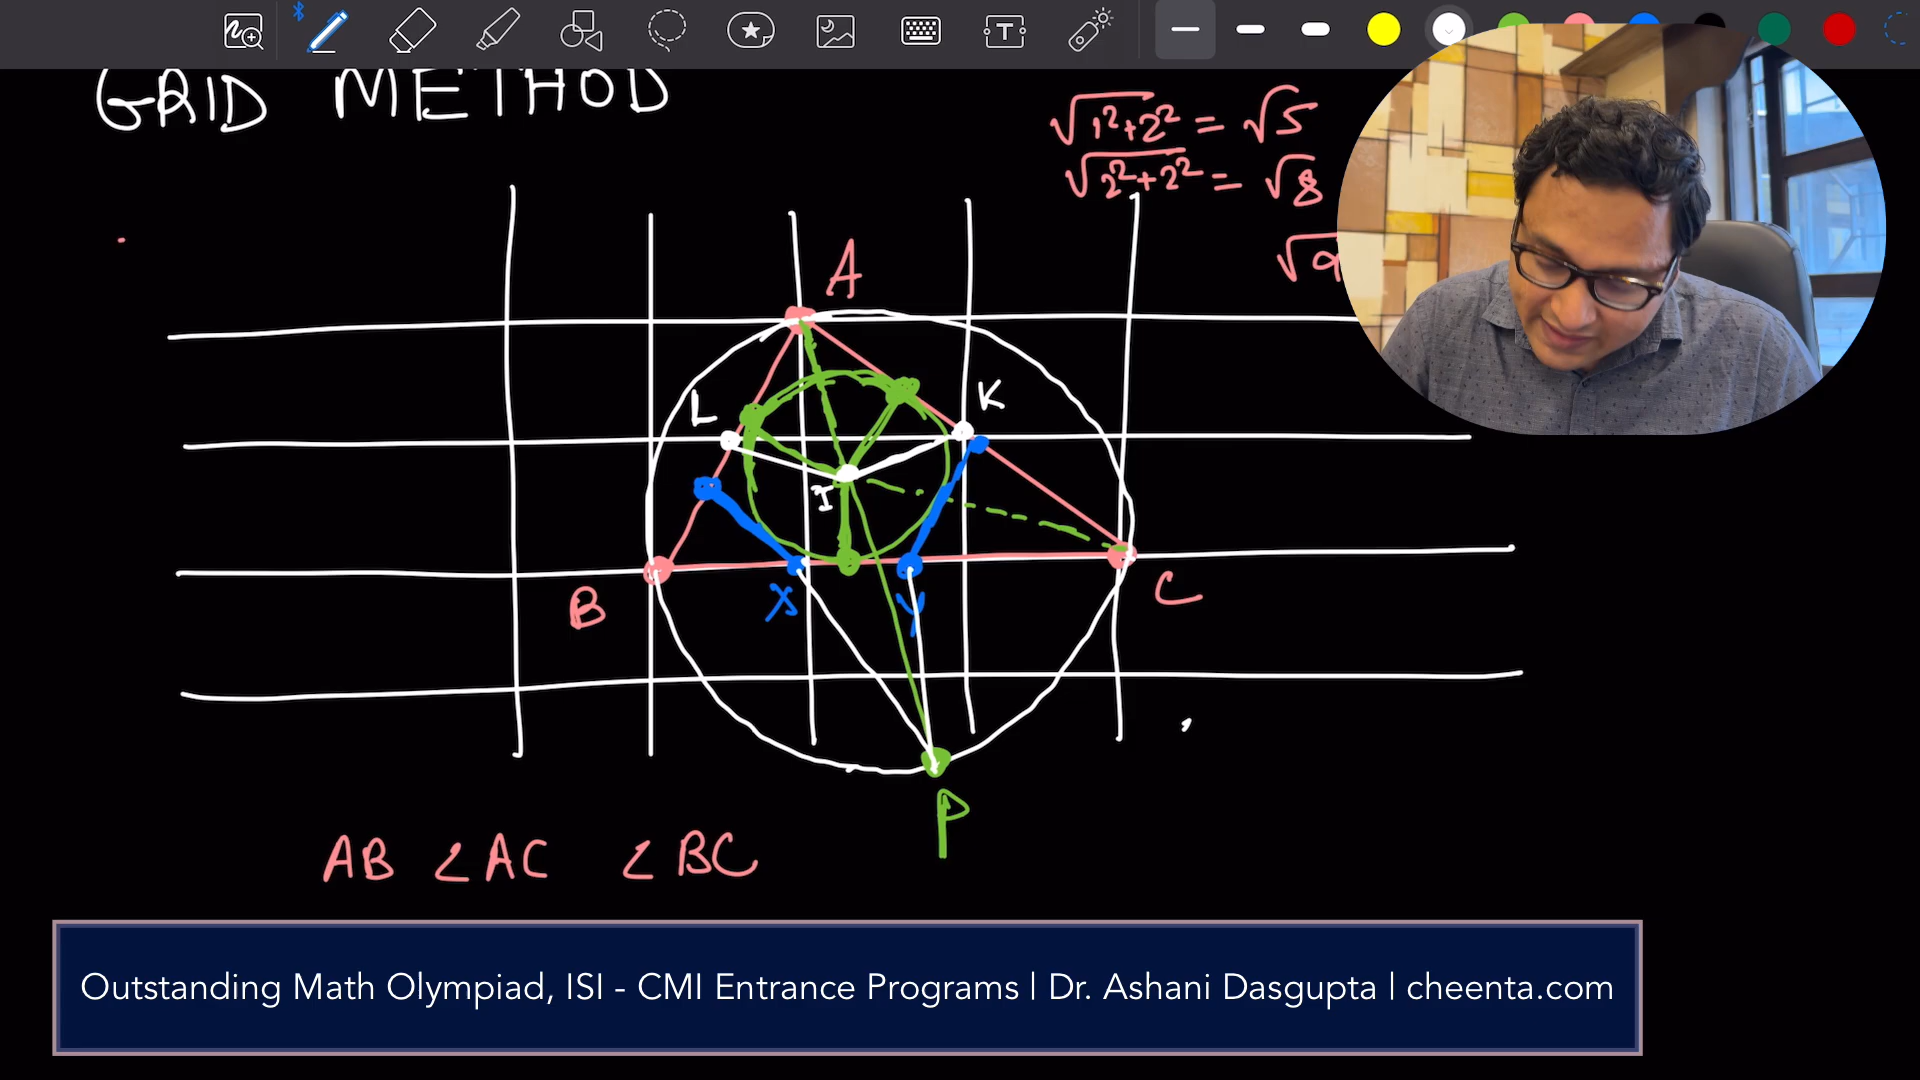 GRID METHOD
√1²+2² = √5
√2²+2² = √8
√9
A
L
K
I
B
X
Y
C
P
AB < AC < BC
Outstanding Math Olympiad, ISI - CMI Entrance Programs | Dr. Ashani Dasgupta | cheenta.com